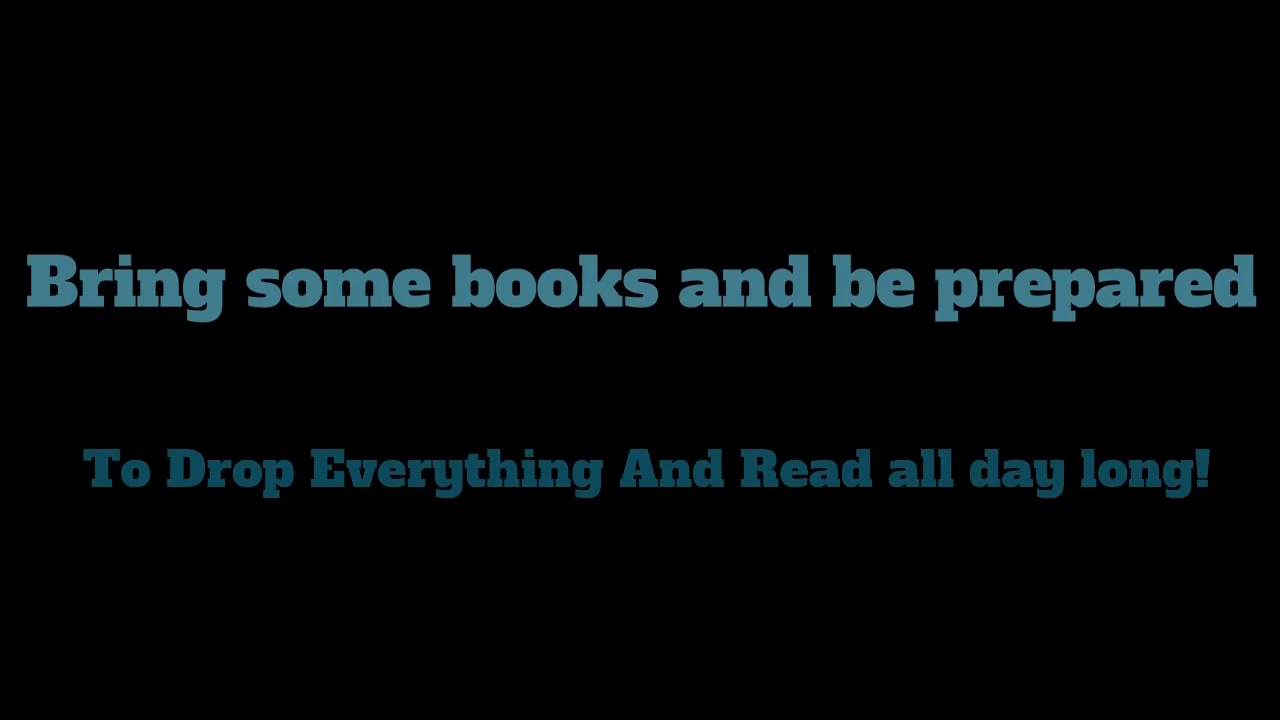 Bring some books and be prepared
To Drop Everything And Read all day long!